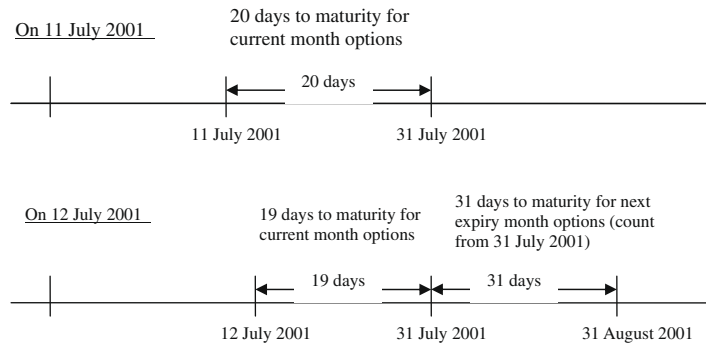 On 11 July 2001
20 days to maturity for
current month options
20 days
11 July 2001
31 July 2001
On 12 July 2001
19 days to maturity for
current month options
31 days to maturity for next
expiry month options (count
from 31 July 2001)
19 days
31 days
12 July 2001
31 July 2001
31 August 2001